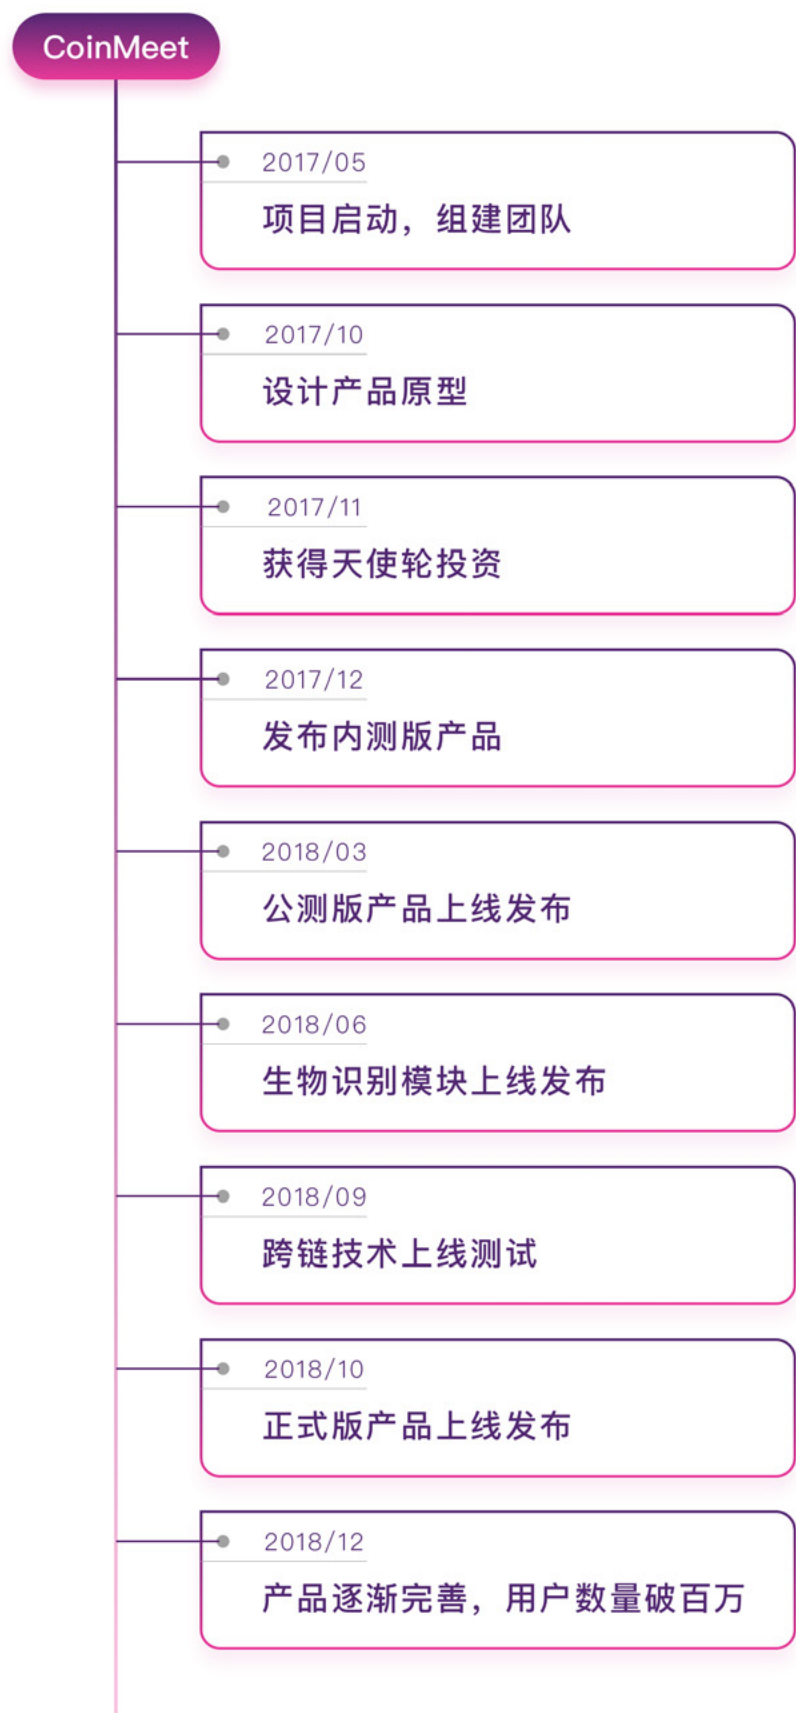 CoinMeet
2017/05
项目启动，组建团队
2017/10
设计产品原型
2017/11
获得天使轮投资
2017/12
发布内测版产品
2018/03
公测版产品上线发布
2018/06
生物识别模块上线发布
2018/09
跨链技术上线测试
2018/10
正式版产品上线发布
2018/12
产品逐渐完善，用户数量破百万